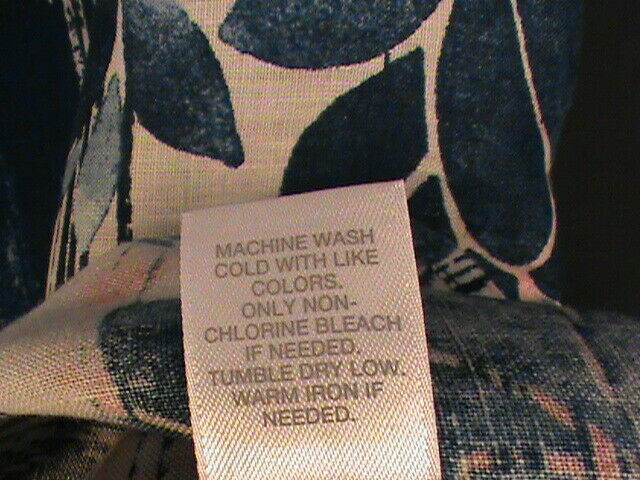 MACHINE WASH
COLD WITH LIKE
COLORS.
ONLY NON-
CHLORINE BLEACH
IF NEEDED.
TUMBLE DRY LOW.
WARM IRON IF
NEEDED.